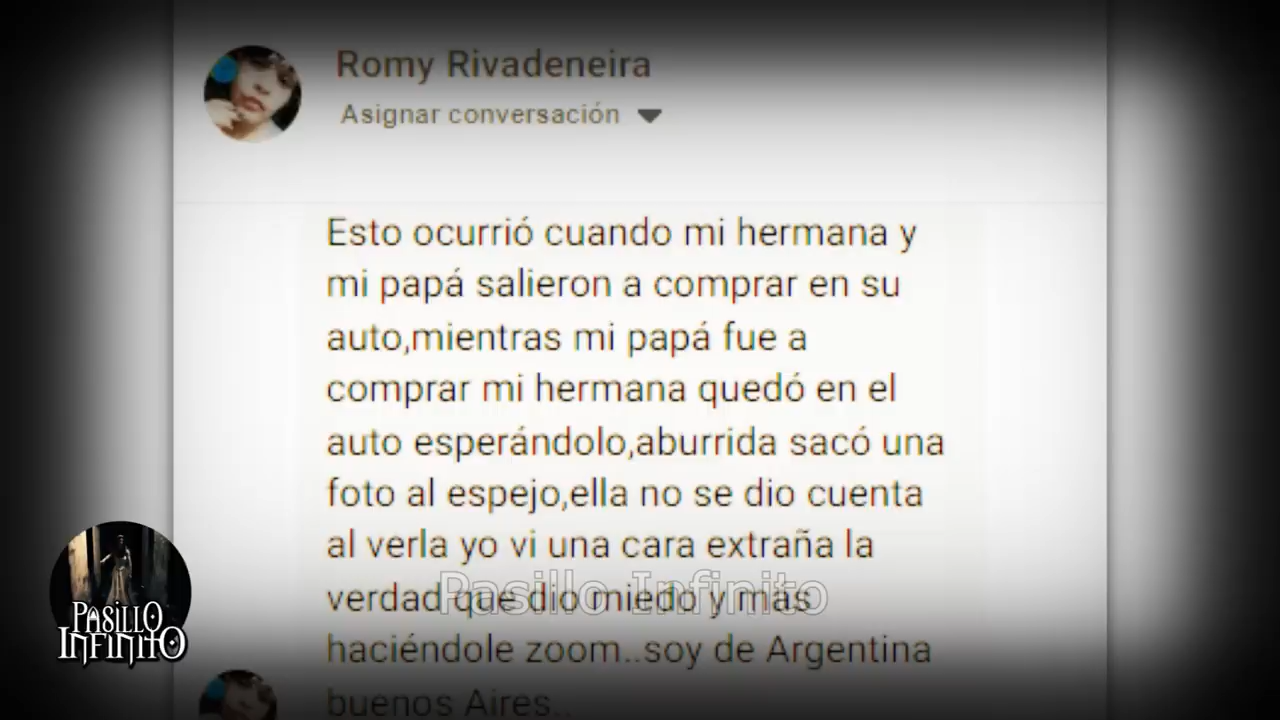 Romy Rivadeneira
Asignar conversación
Esto ocurrió cuando mi hermana y
mi papá salieron a comprar en su
auto,mientras mi papá fue a
comprar mi hermana quedó en el
auto esperándolo,aburrida sacó una
foto al espejo,ella no se dio cuenta
al verla yo vi una cara extraña la
verdad que dio miedo y más
haciéndole zoom..soy de Argentina
buenos Aires..
Pasillo Infinito
PASILLO
INFINITO